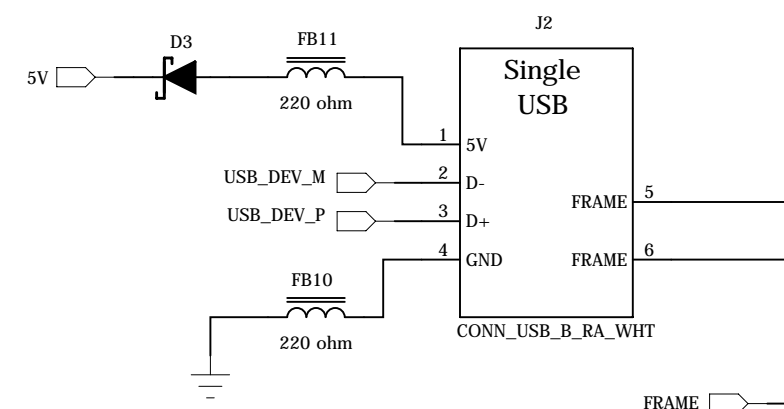 J2
D3
FB11
5V
220 ohm
Single
USB
1
5V
USB_DEV_M
2
D-
USB_DEV_P
3
D+
FRAME
5
4
GND
FRAME
6
FB10
220 ohm
CONN_USB_B_RA_WHT
FRAME